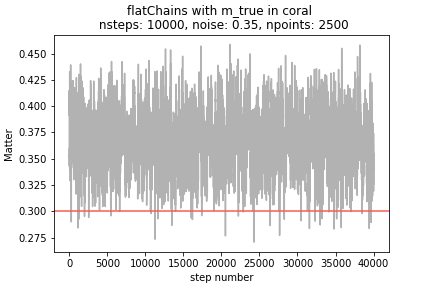 flatChains with m_true in coral
nsteps: 10000, noise: 0.35, npoints: 2500
0.450
0.425
0.400
0.375
0.350
0.325
0.300
0.275
Matter
0 5000 10000 15000 20000 25000 30000 35000 40000
step number